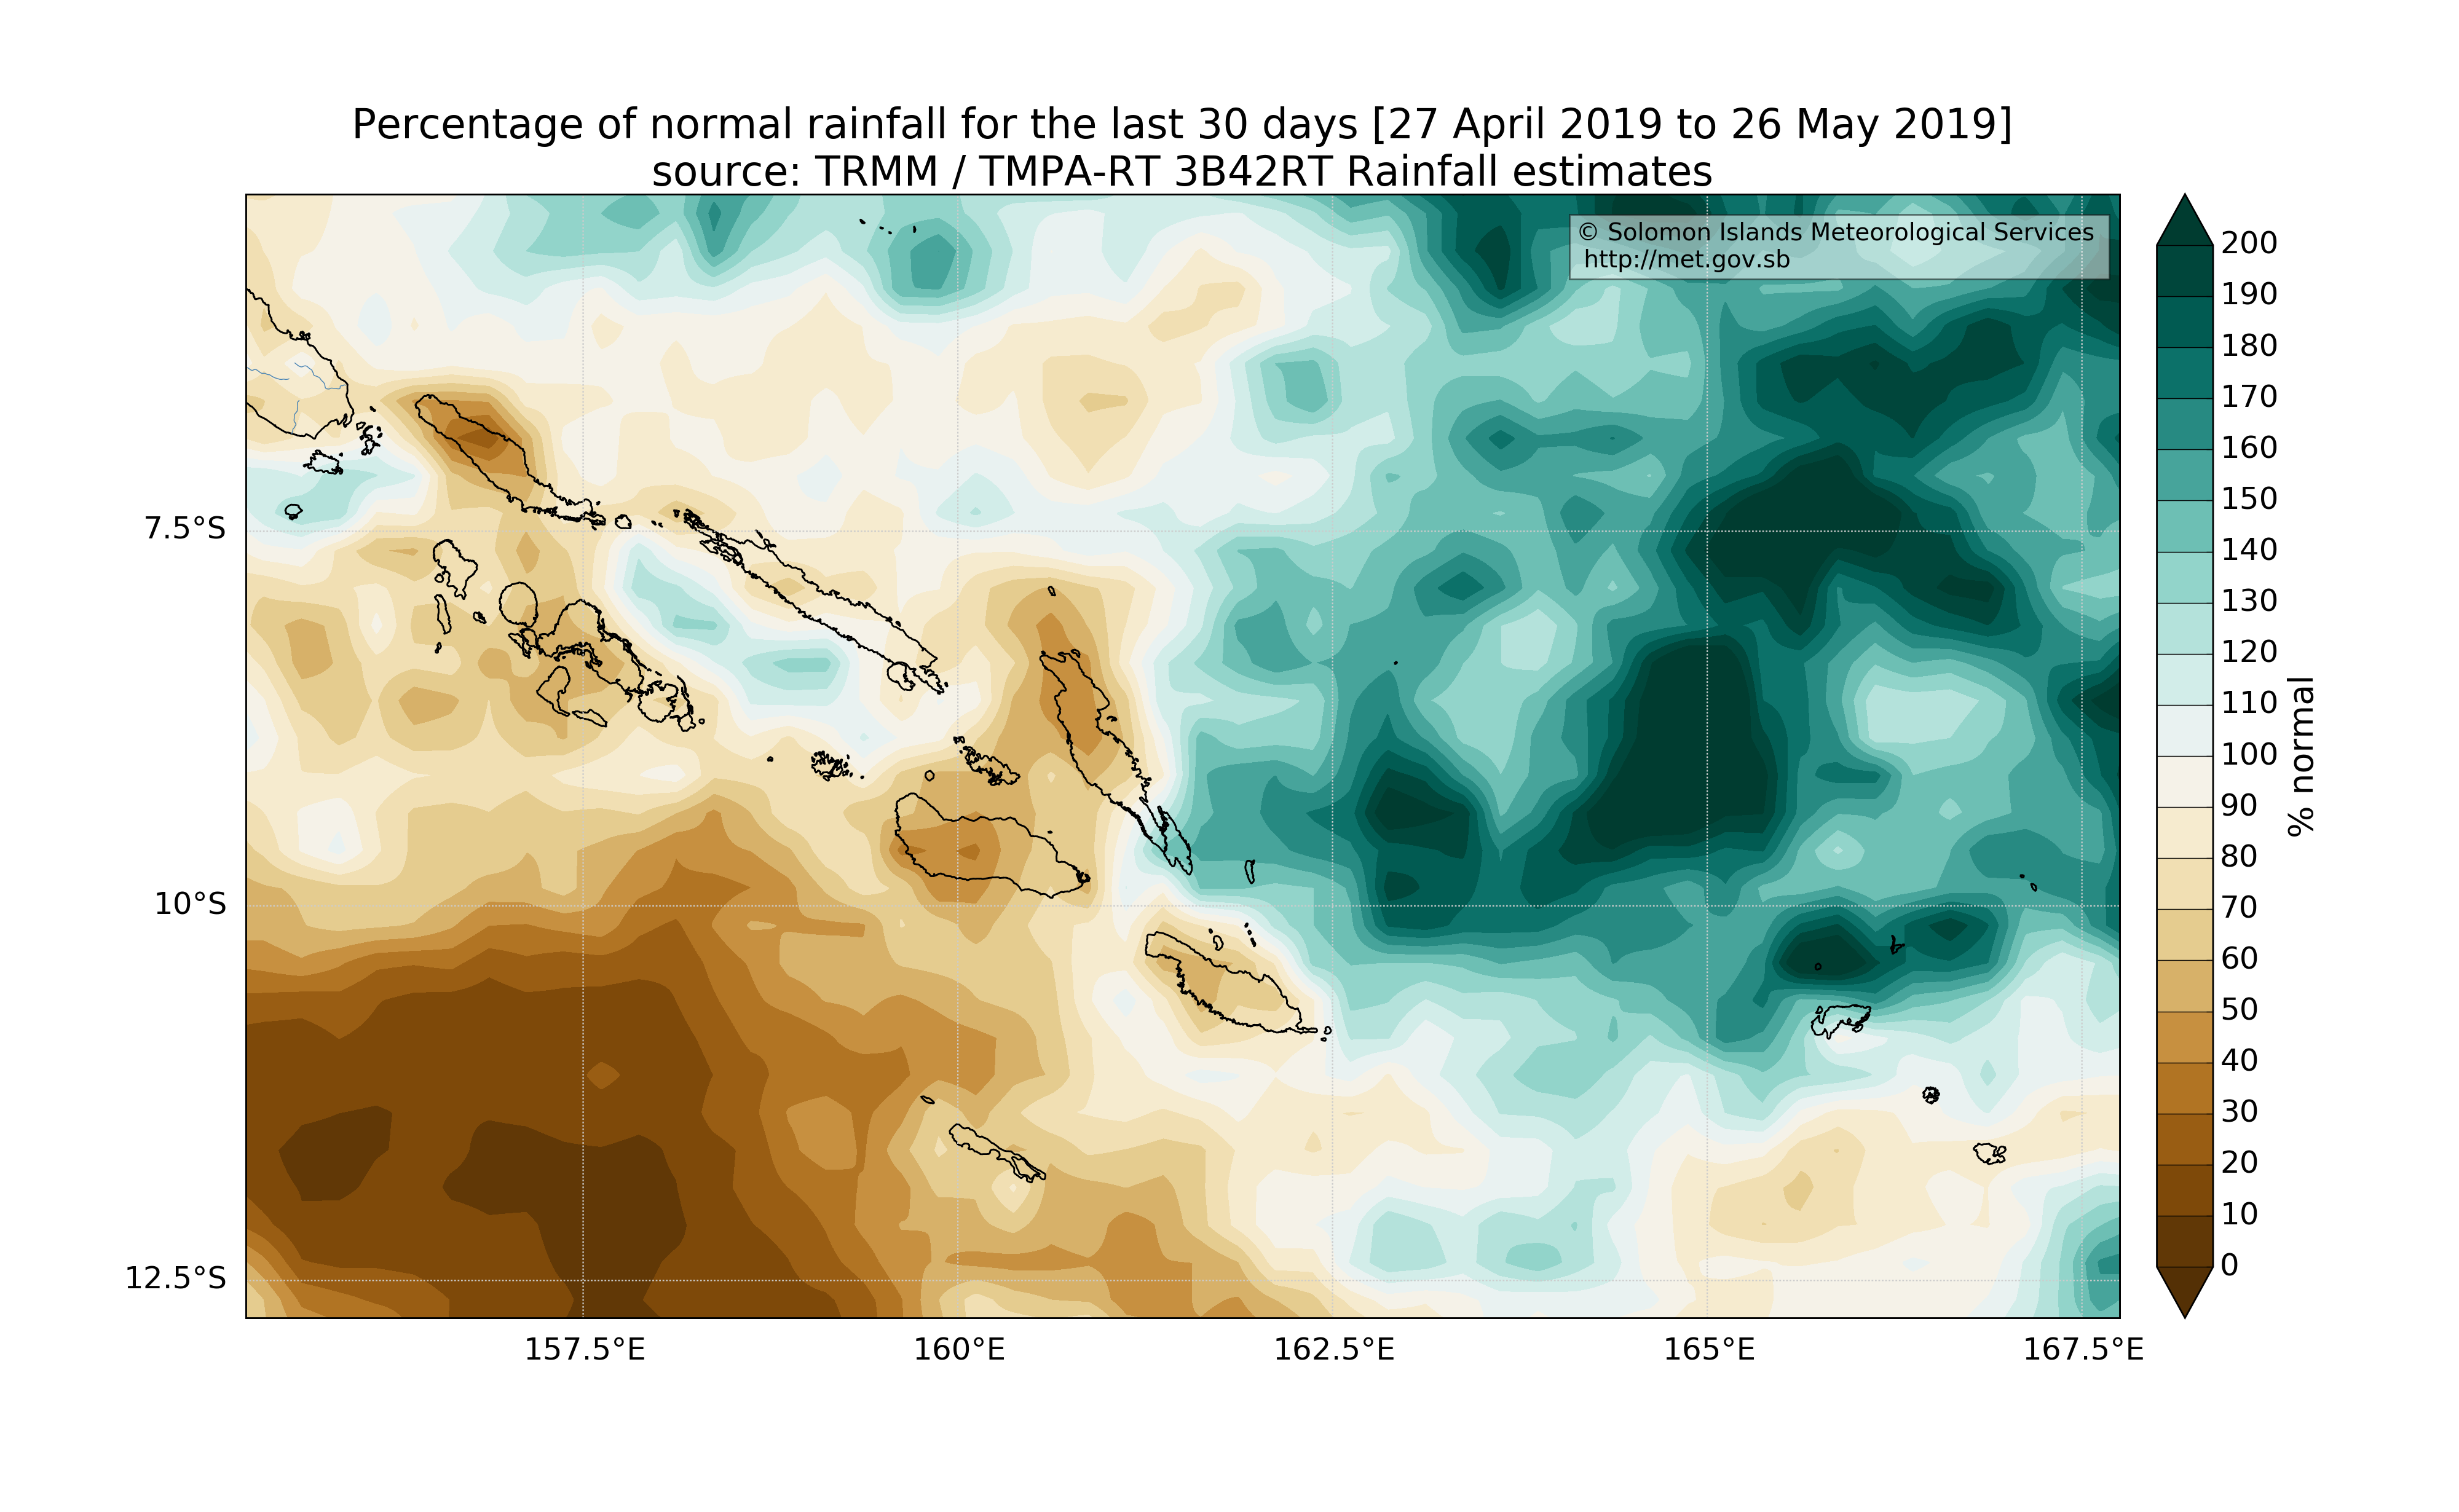 Percentage of normal rainfall for the last 30 days [27 April 2019 to 26 May 2019]
source: TRMM / TMPA-RT 3B42RT Rainfall estimates
© Solomon Islands Meteorological Services
http://met.gov.sb
7.5°S
10°S
12.5°S
157.5°E
160°E
162.5°E
165°E
167.5°E
200
190
180
170
160
150
140
130
120
110
100
90
80
70
60
50
40
30
20
10
0
% normal